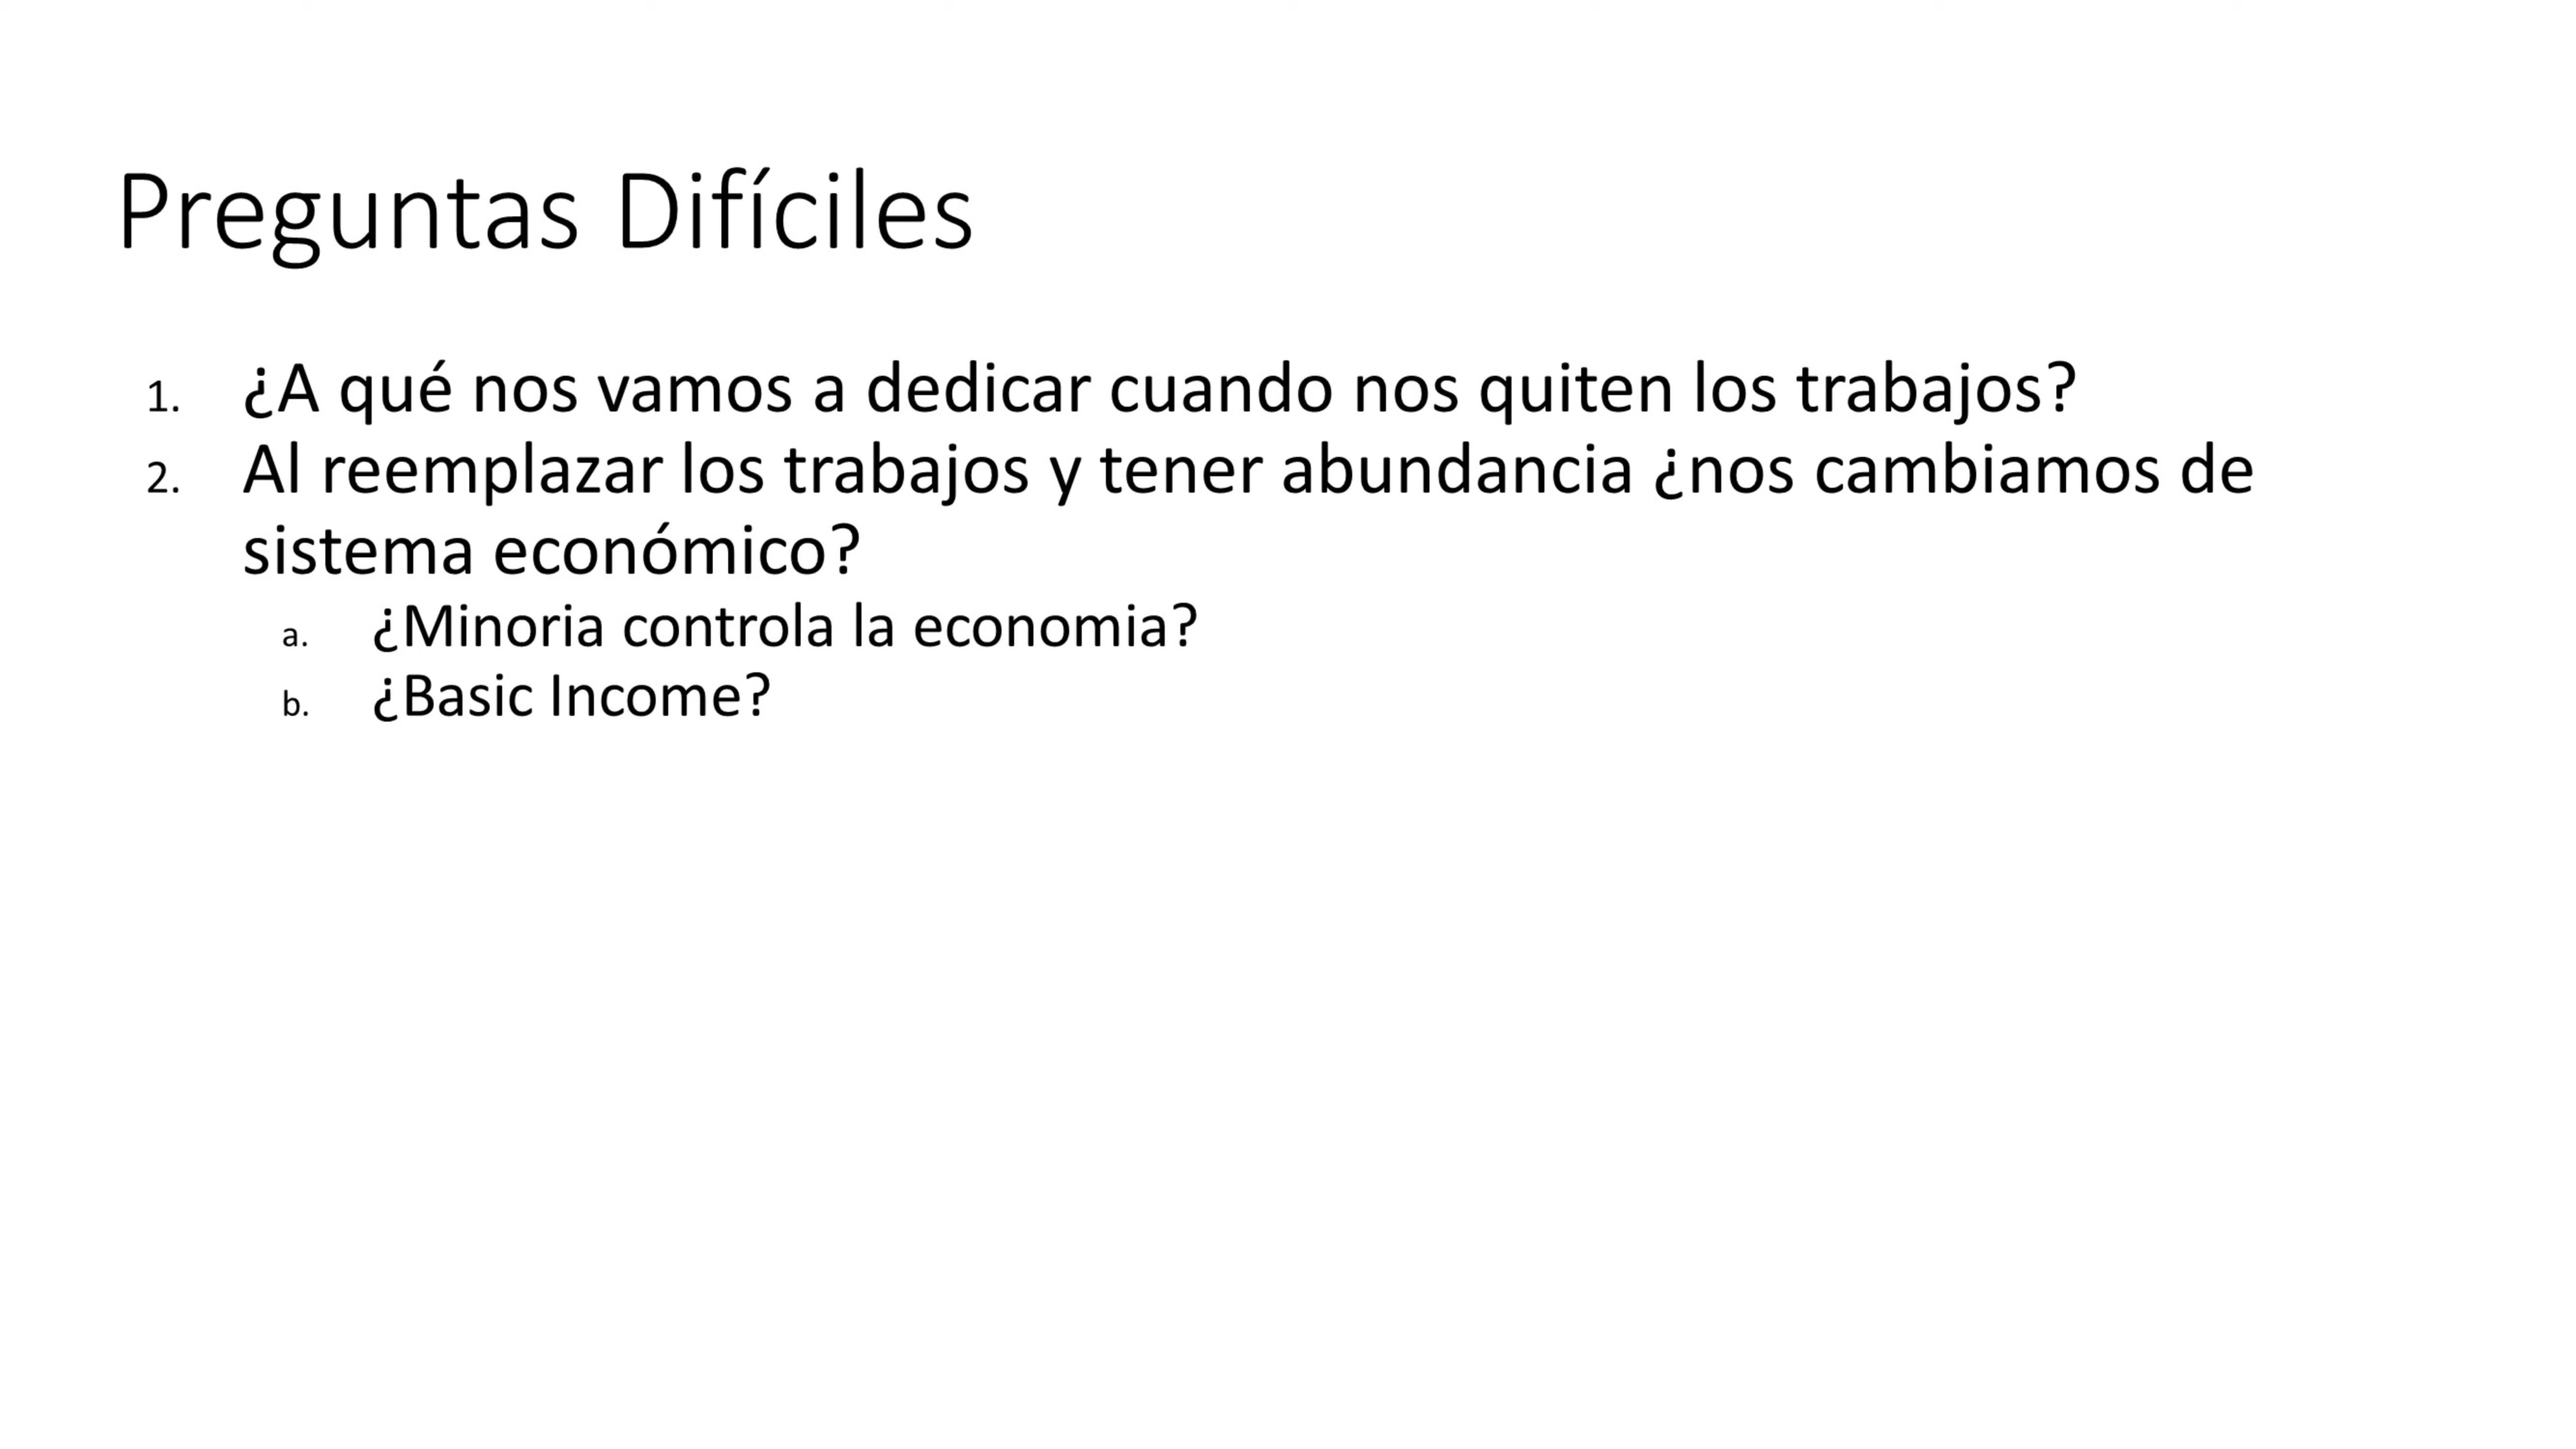 Preguntas Difíciles
1. ¿A qué nos vamos a dedicar cuando nos quiten los trabajos?
2. Al reemplazar los trabajos y tener abundancia ¿nos cambiamos de
sistema económico?
a. ¿Minoria controla la economia?
b. ¿Basic Income?